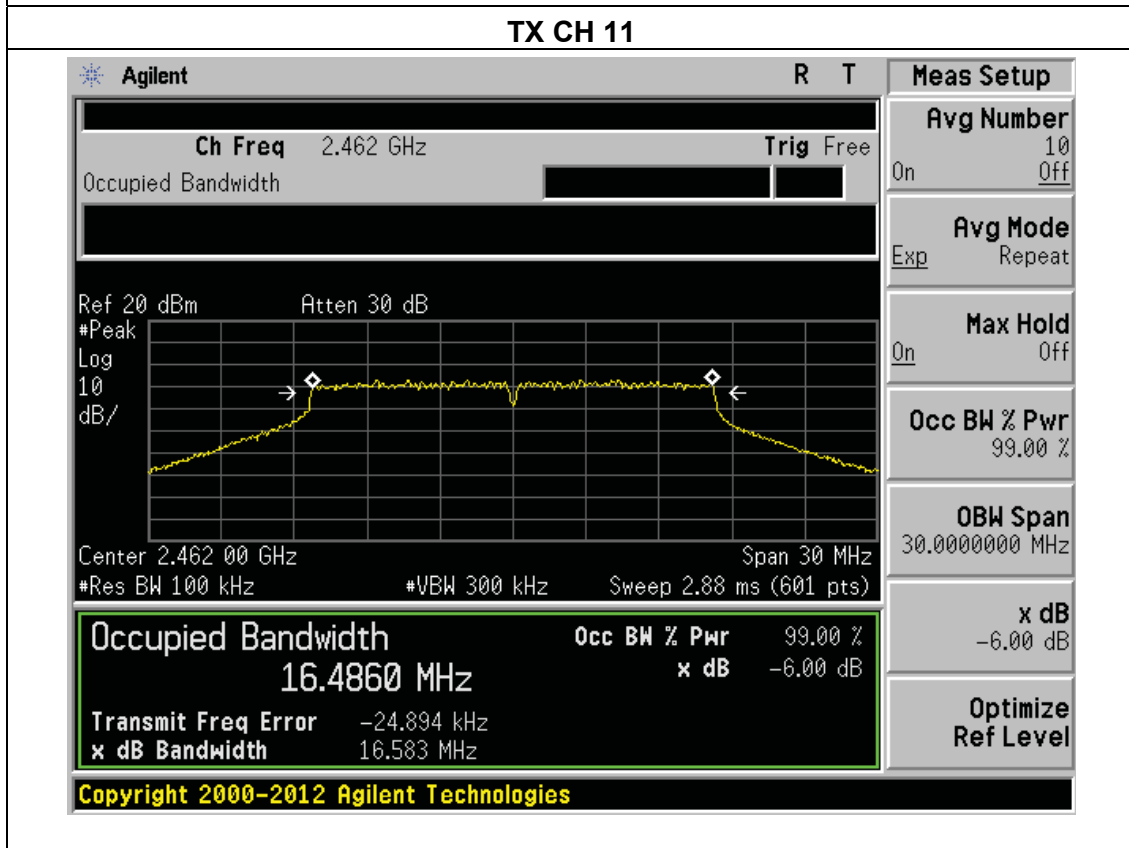 TX CH 11
Agilent R T
Ch Freq 2.462 GHz Trig Free
Occupied Bandwidth
Ref 20 dBm Atten 30 dB
#Peak
Log
10
dB/
Center 2.462 00 GHz Span 30 MHz
#Res BW 100 kHz #VBW 300 kHz Sweep 2.88 ms (601 pts)
Occupied Bandwidth Occ BW % Pwr 99.00 %
16.4860 MHz x dB -6.00 dB
Transmit Freq Error -24.894 kHz
x dB Bandwidth 16.583 MHz
Copyright 2000-2012 Agilent Technologies
Meas Setup
Avg Number
10
On Off
Avg Mode
Exp Repeat
Max Hold
On Off
Occ BW % Pwr
99.00 %
OBW Span
30.0000000 MHz
x dB
-6.00 dB
Optimize
Ref Level